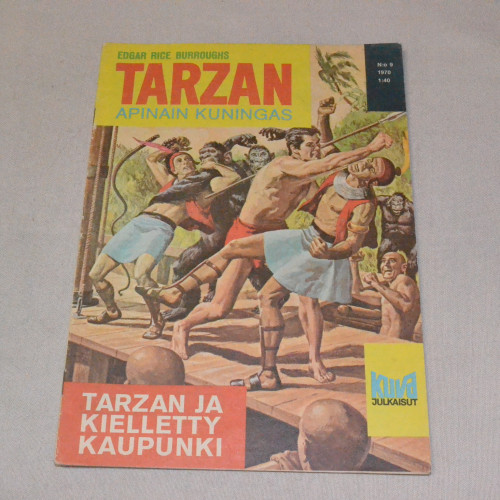 EDGAR RICE BURROUGHS
TARZAN
APINAIN KUNINGAS
N:o 9
1970
1:40
TARZAN JA
KIELLETTY
KAUPUNKI
kuva
JULKAISUT